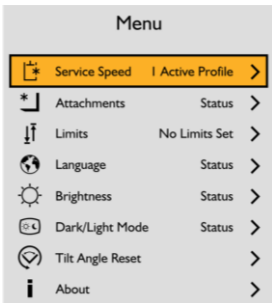 Menu
Service Speed 1 Active Profile
Attachments Status
Limits No Limits Set
Language Status
Brightness Status
Dark/Light Mode Status
Tilt Angle Reset
About